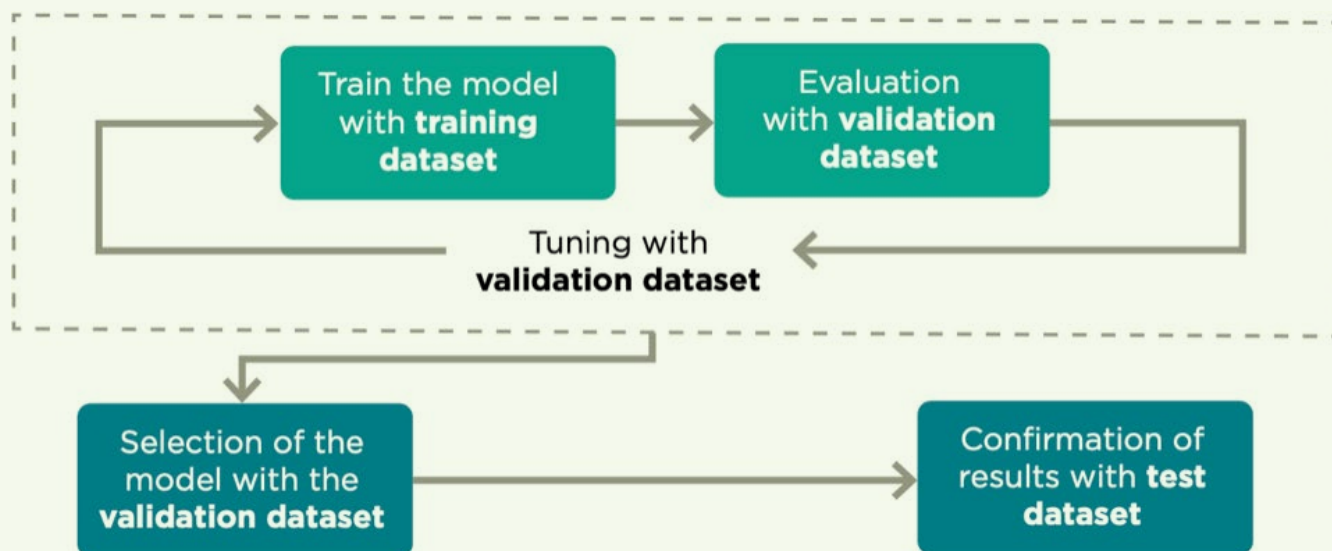 Train the model
with training
dataset
Evaluation
with validation
dataset
Tuning with
validation dataset
Selection of the
model with the
validation dataset
Confirmation of
results with test
dataset